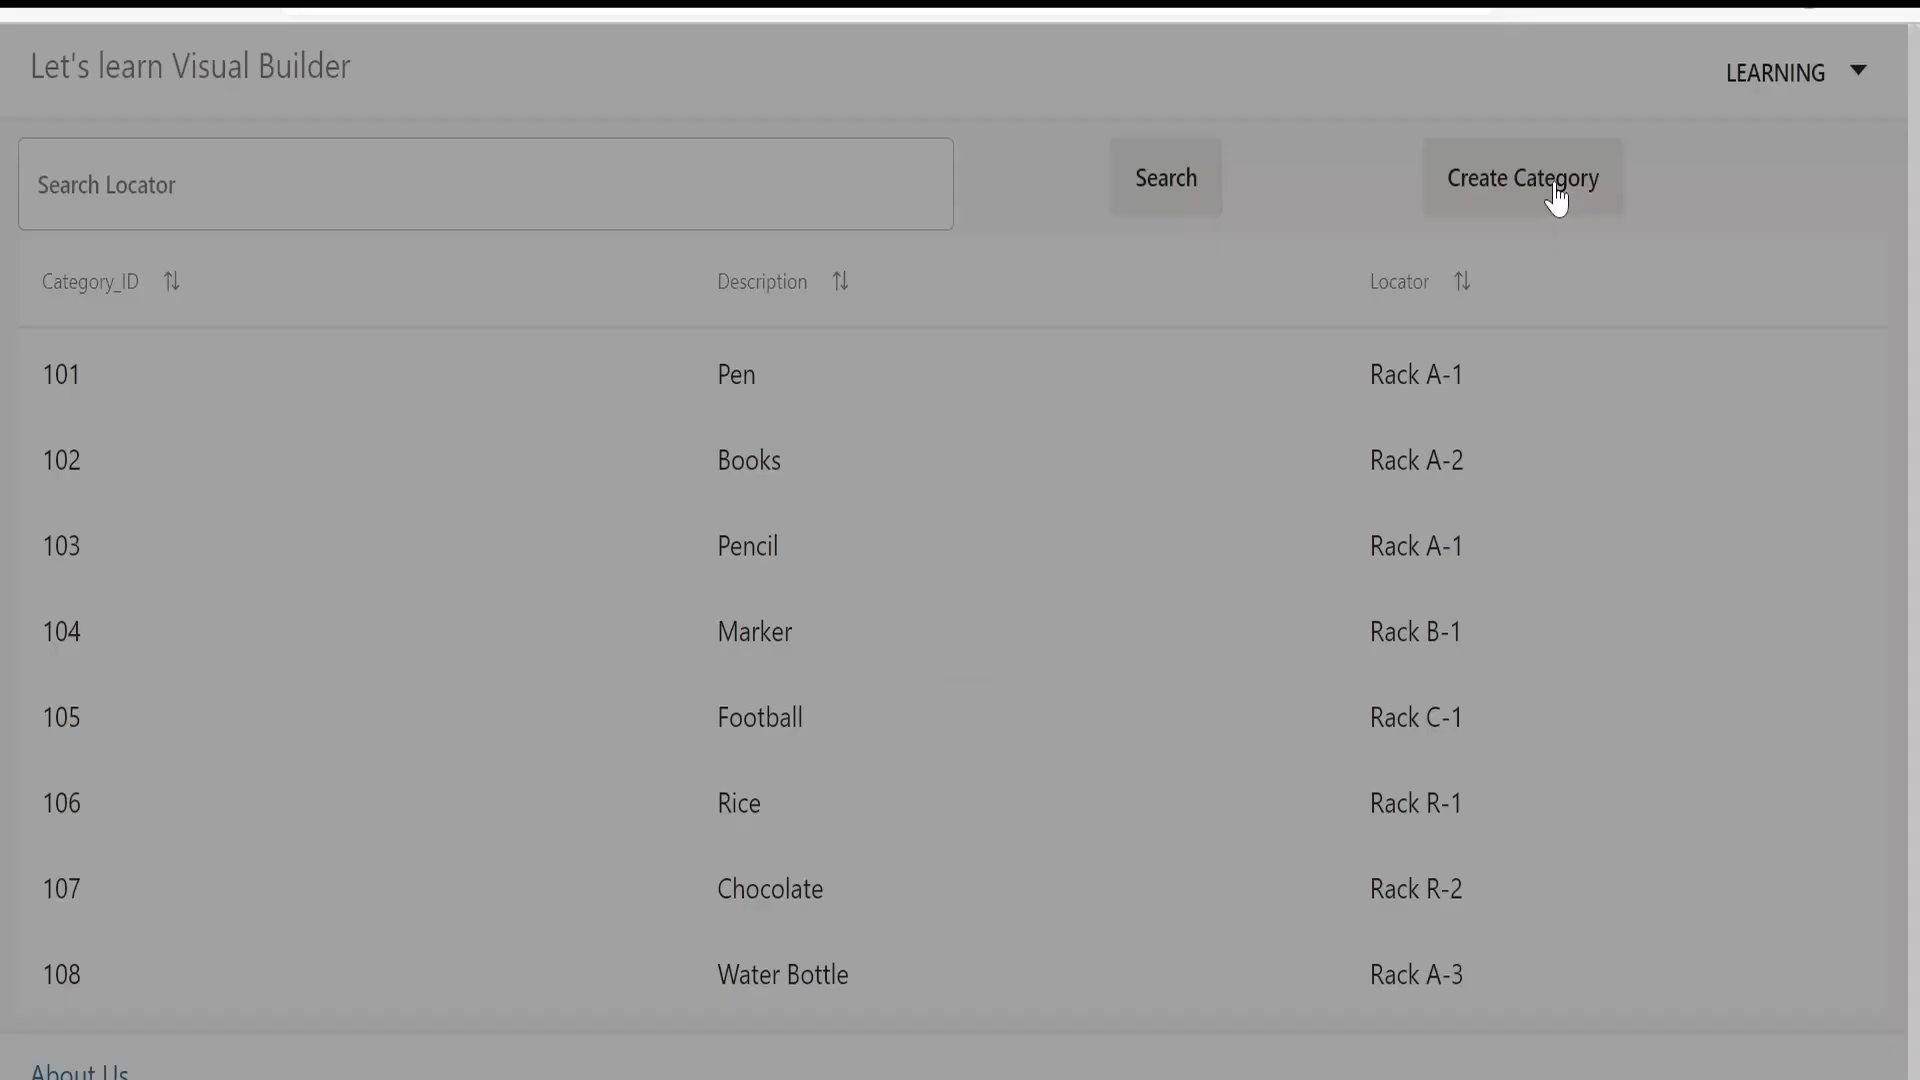 Let's learn Visual Builder
LEARNING
Search Locator
Search
Create Category
Category_ID Description Locator
101 Pen Rack A-1
102 Books Rack A-2
103 Pencil Rack A-1
104 Marker Rack B-1
105 Football Rack C-1
106 Rice Rack R-1
107 Chocolate Rack R-2
108 Water Bottle Rack A-3
About Us